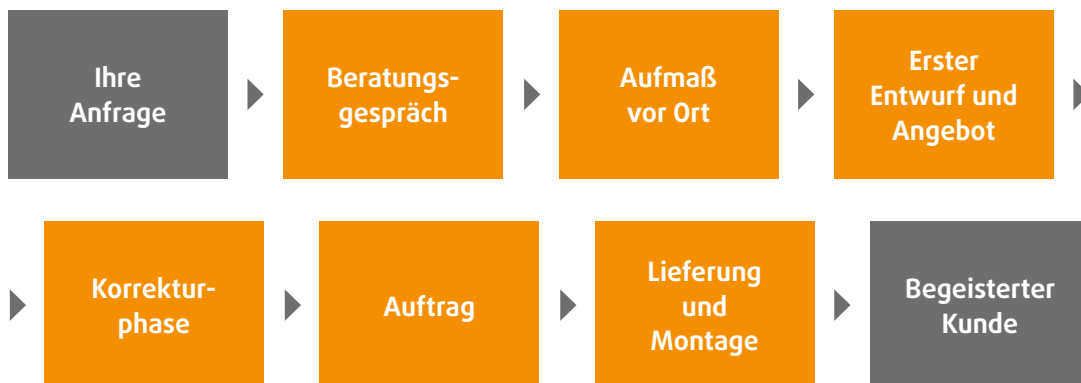 Ihre
Anfrage
Beratungs-
gespräch
Aufmaß
vor Ort
Erster
Entwurf und
Angebot
Korrektur-
phase
Auftrag
Lieferung
und
Montage
Begeisterter
Kunde